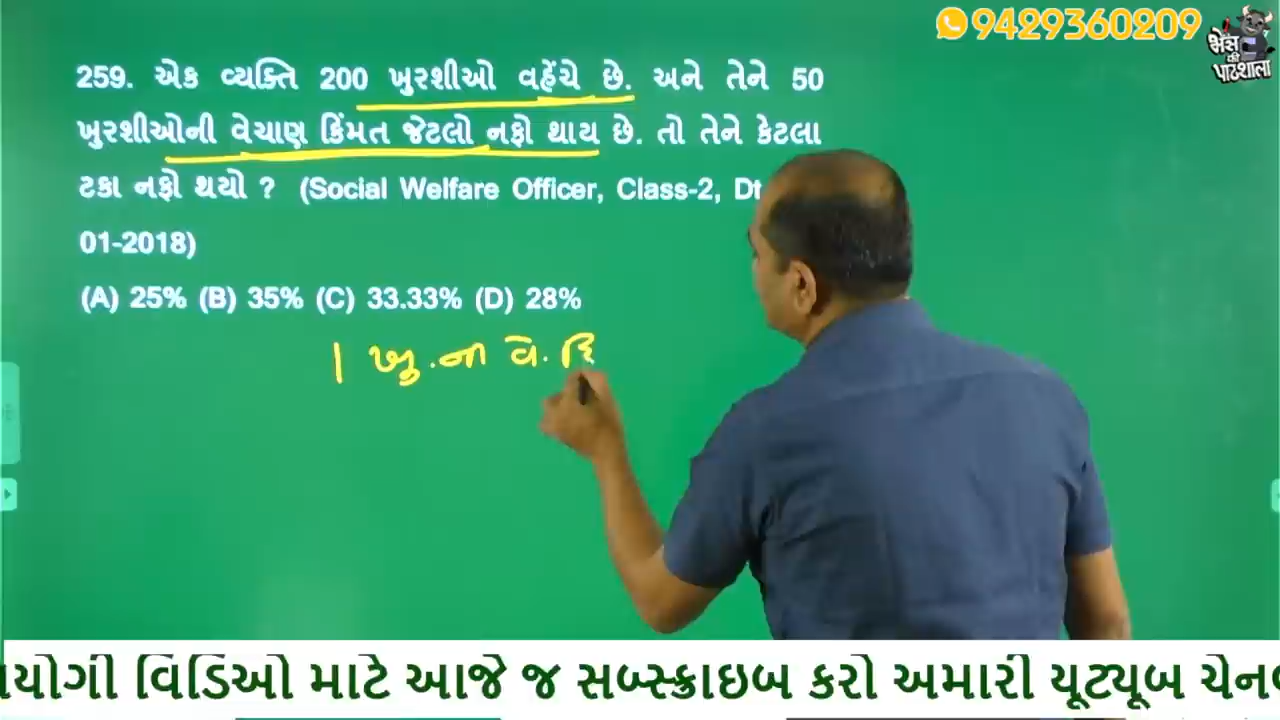 9429360209
ભેંસ
की
પાઠશાલા
259. એક વ્યક્તિ 200 ખુરશીઓ વહેંચે છે. અને તેને 50
ખુરશીઓની વેચાણ કિંમત જેટલો નફો થાય છે. તો તેને કેટલા
ટકા નફો થયો ? (Social Welfare Officer, Class-2, Dt
01-2018)
(A) 25% (B) 35% (C) 33.33% (D) 28%
1 ખુ.ના વે. કિ
યોગી વિડિઓ માટે આજે જ સબ્સ્ક્રાઇબ કરો અમારી યૂટ્યૂબ ચેન